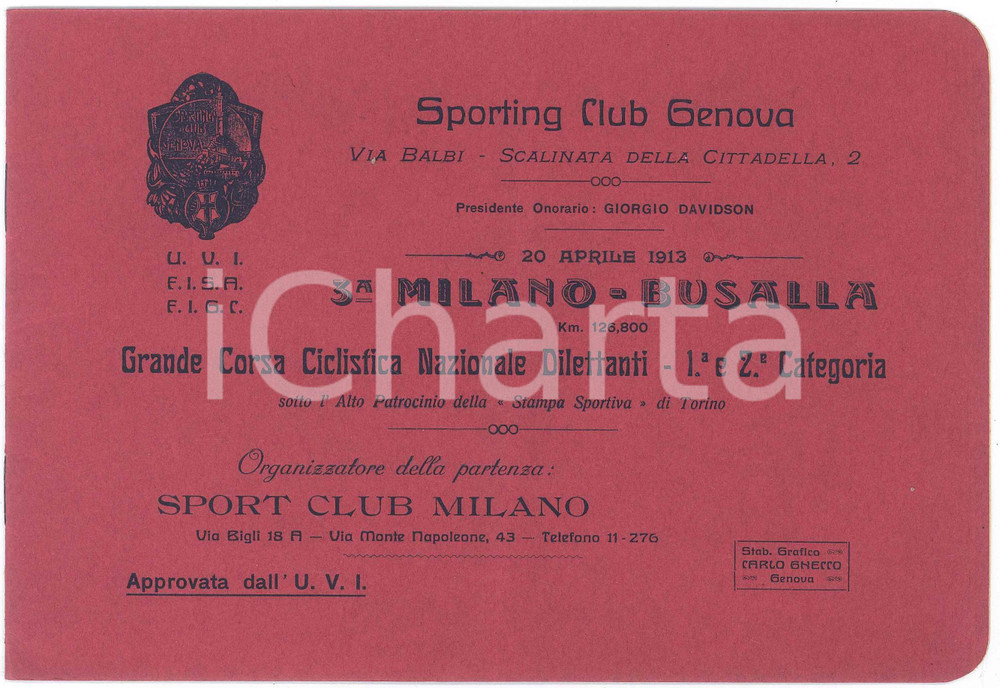 Sporting Club Genova
VIA BALBI - SCALINATA DELLA CITTADELLA, 2
Presidente Onorario: GIORGIO DAVIDSON
SPORTING
CLUB
GENOVA
U. V. I.
F. I. S. A.
F. I. G. C.
20 APRILE 1913
3A MILANO - BUSALLA
Km. 126,800
Grande Corsa Ciclistica Nazionale Dilettanti - 1.a e 2.a Categoria
sotto l' Alto Patrocinio della « Stampa Sportiva » di Torino
Organizzatore della partenza:
SPORT CLUB MILANO
Via Bigli 18 A — Via Monte Napoleone, 43 — Telefono 11-276
Approvata dall' U. V. I.
Stab. Grafico
CARLO GNECCO
Genova
iCharta